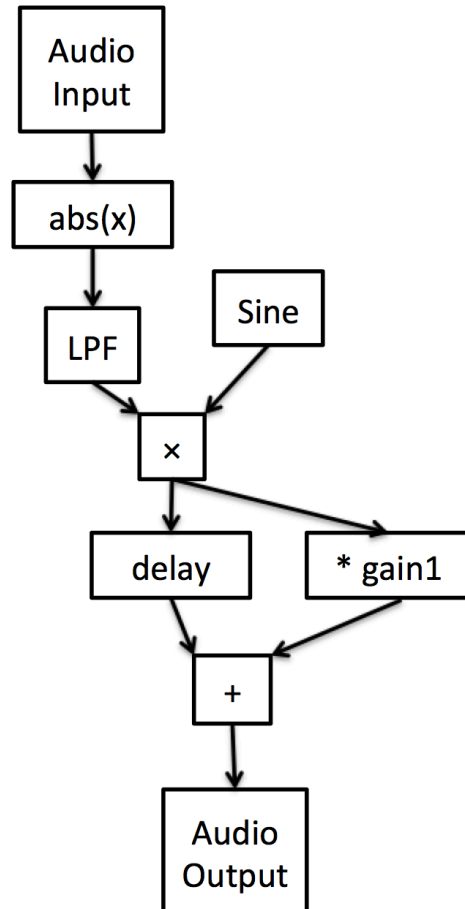 Audio
Input
abs(x)
LPF
Sine
×
delay
* gain1
+
Audio
Output